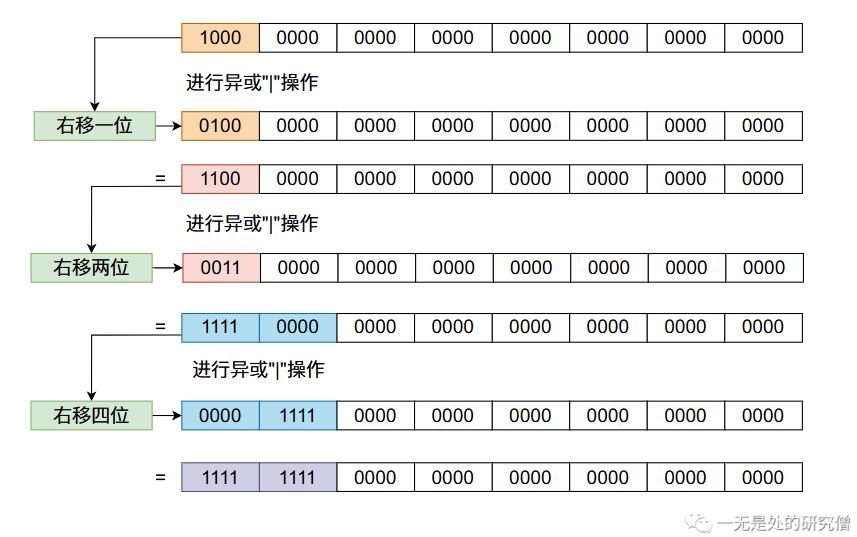 1000 0000 0000 0000 0000 0000 0000 0000
进行异或"|"操作
右移一位 0100 0000 0000 0000 0000 0000 0000 0000
= 1100 0000 0000 0000 0000 0000 0000 0000
进行异或"|"操作
右移两位 0011 0000 0000 0000 0000 0000 0000 0000
= 1111 0000 0000 0000 0000 0000 0000 0000
进行异或"|"操作
右移四位 0000 1111 0000 0000 0000 0000 0000 0000
= 1111 1111 0000 0000 0000 0000 0000 0000
一无是处的研究僧